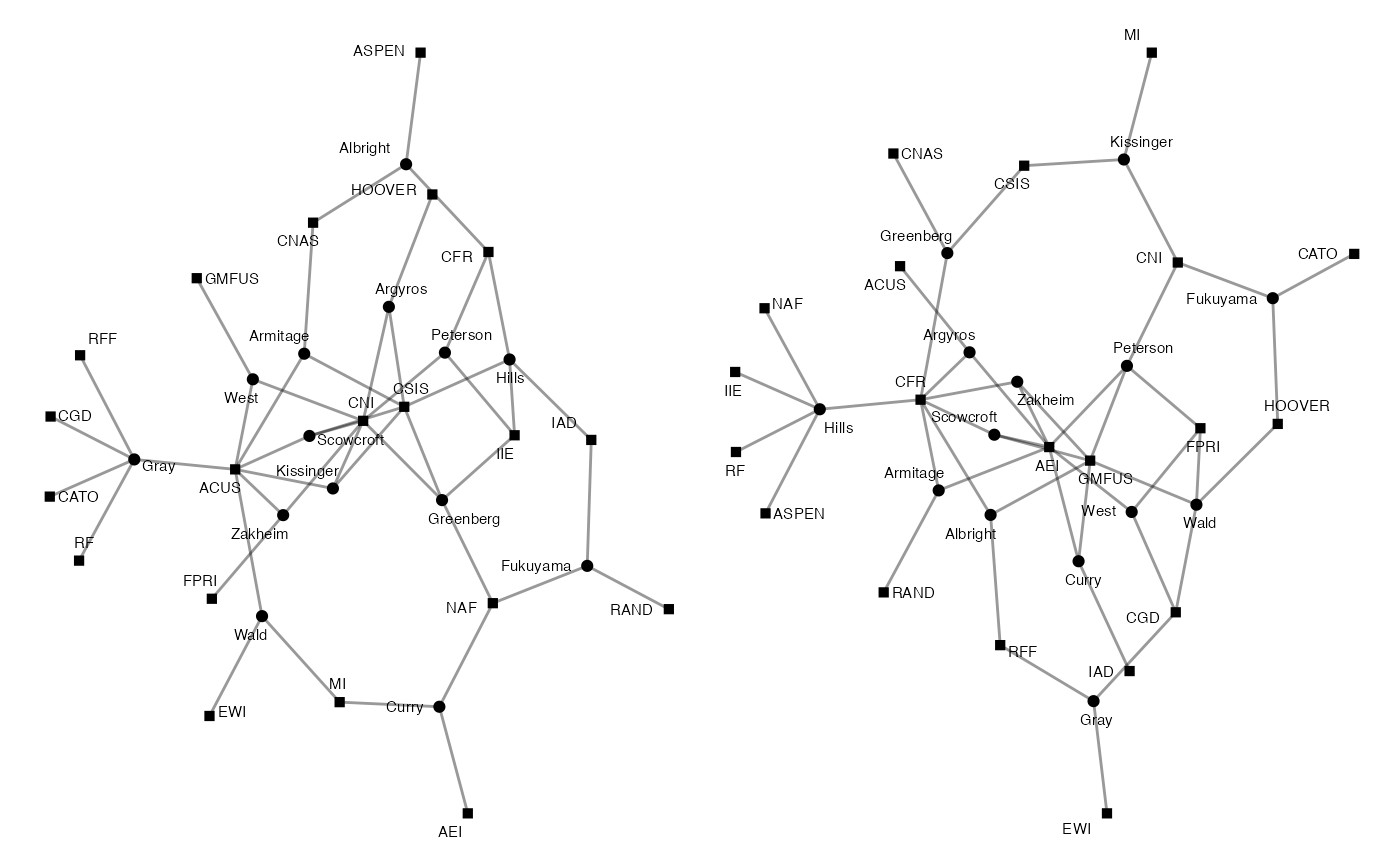 ASPEN
Albright
HOOVER
CNAS
CFR
GMFUS
Argyros
RFF
Armitage
Peterson
West
Hills
CSIS
CNI
CGD
IAD
Scowcroft
IIE
Gray
Kissinger
ACUS
CATO
Greenberg
Zakheim
RF
Fukuyama
FPRI
NAF
RAND
Wald
MI
EWI
Curry
AEI
MI
Kissinger
CNAS
CSIS
Greenberg
CATO
CNI
ACUS
Fukuyama
NAF
Argyros
Peterson
CFR
IIE
Zakheim
HOOVER
Scowcroft
Hills
FPRI
RF
AEI
Armitage
GMFUS
ASPEN
West
Wald
Albright
Curry
RAND
CGD
RFF
IAD
Gray
EWI